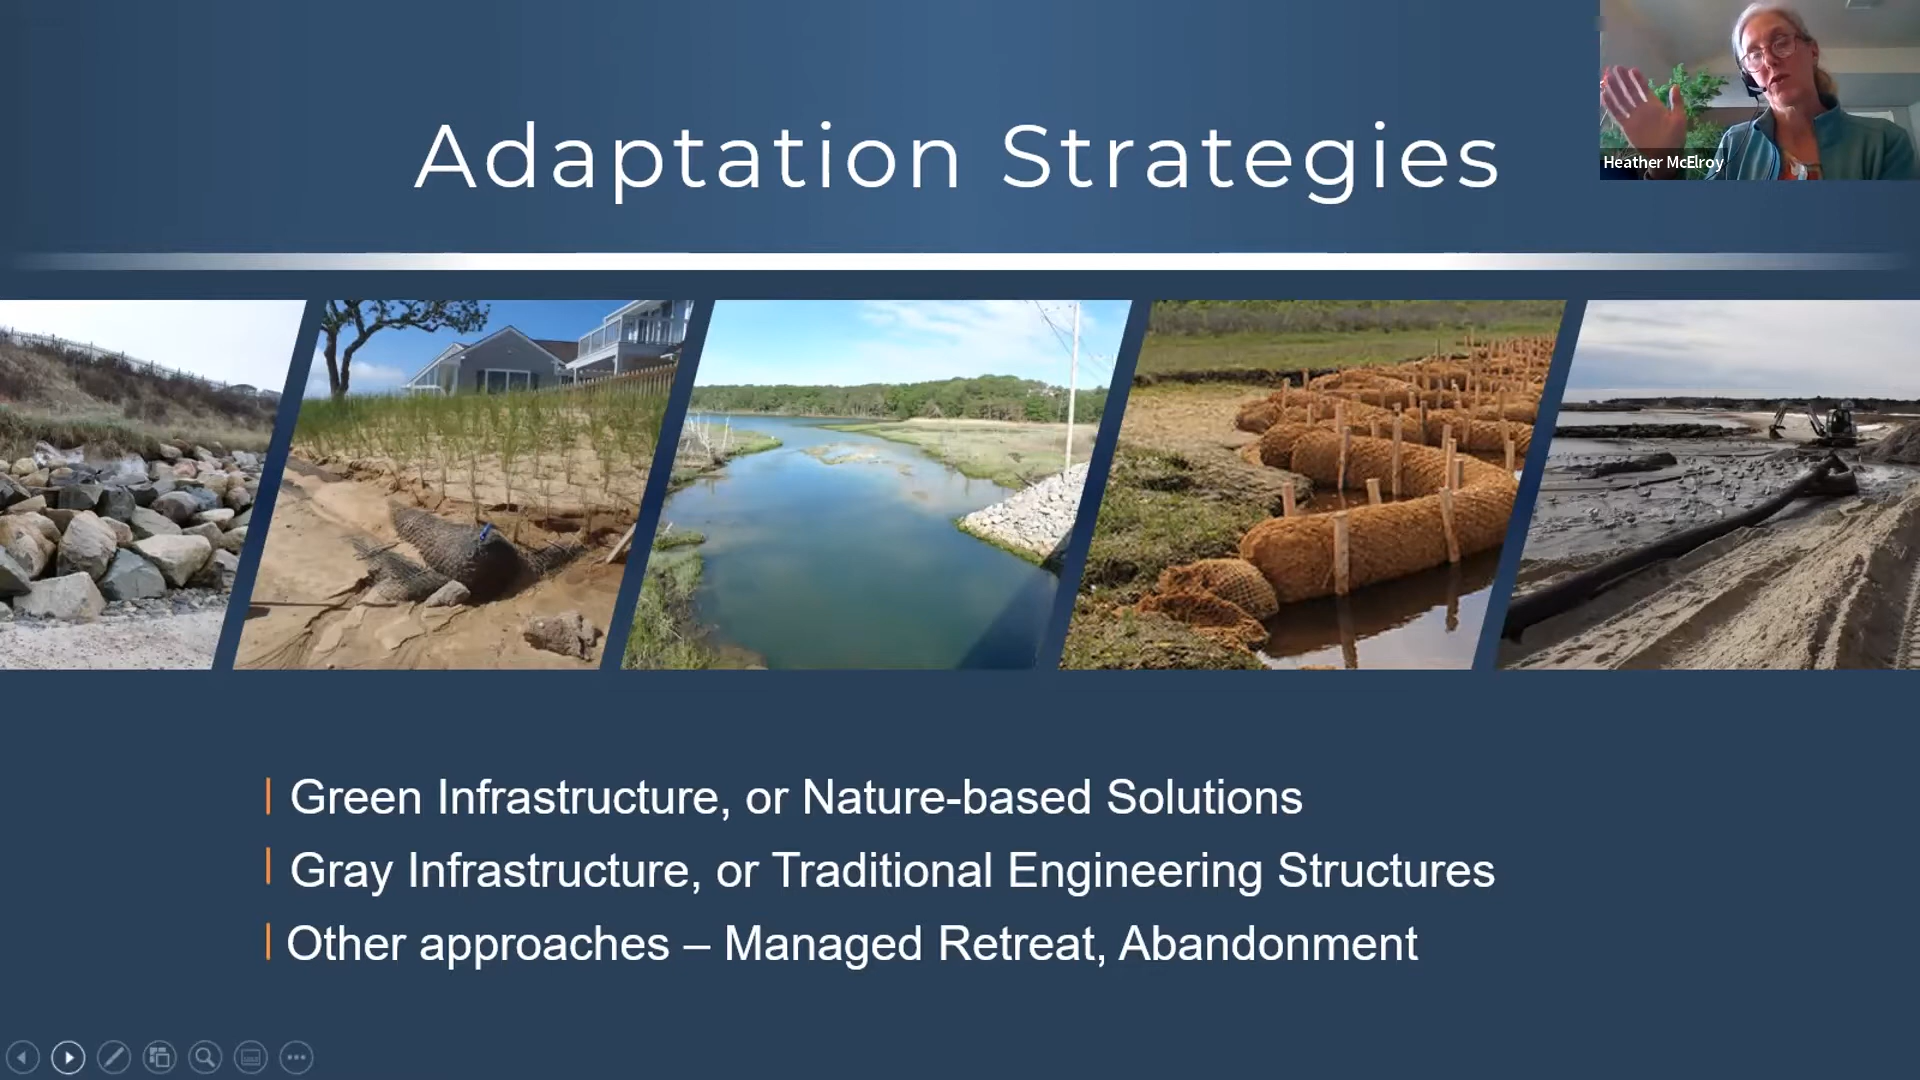 Adaptation Strategies
Heather McElroy
Green Infrastructure, or Nature-based Solutions
Gray Infrastructure, or Traditional Engineering Structures
Other approaches – Managed Retreat, Abandonment